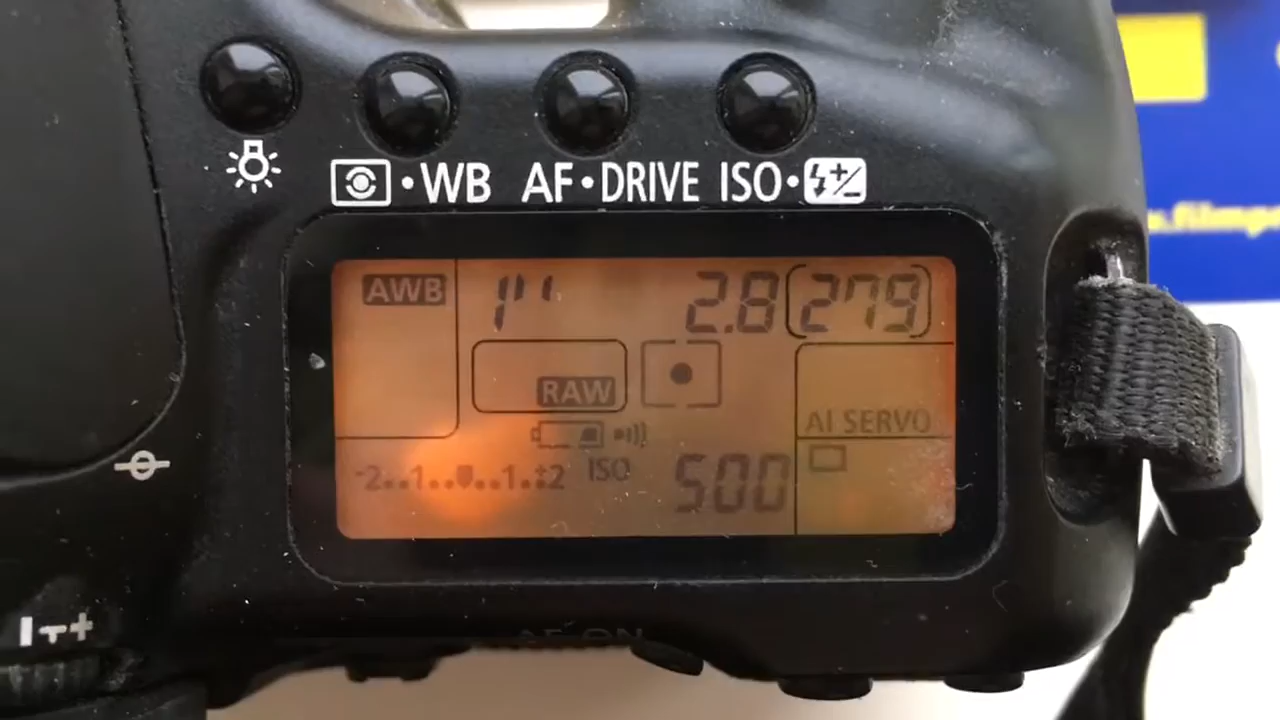 WB AF•DRIVE ISO•
AWB 1" 2.8 [279]
RAW
AI SERVO
-2..1..0..1..+2 ISO 500